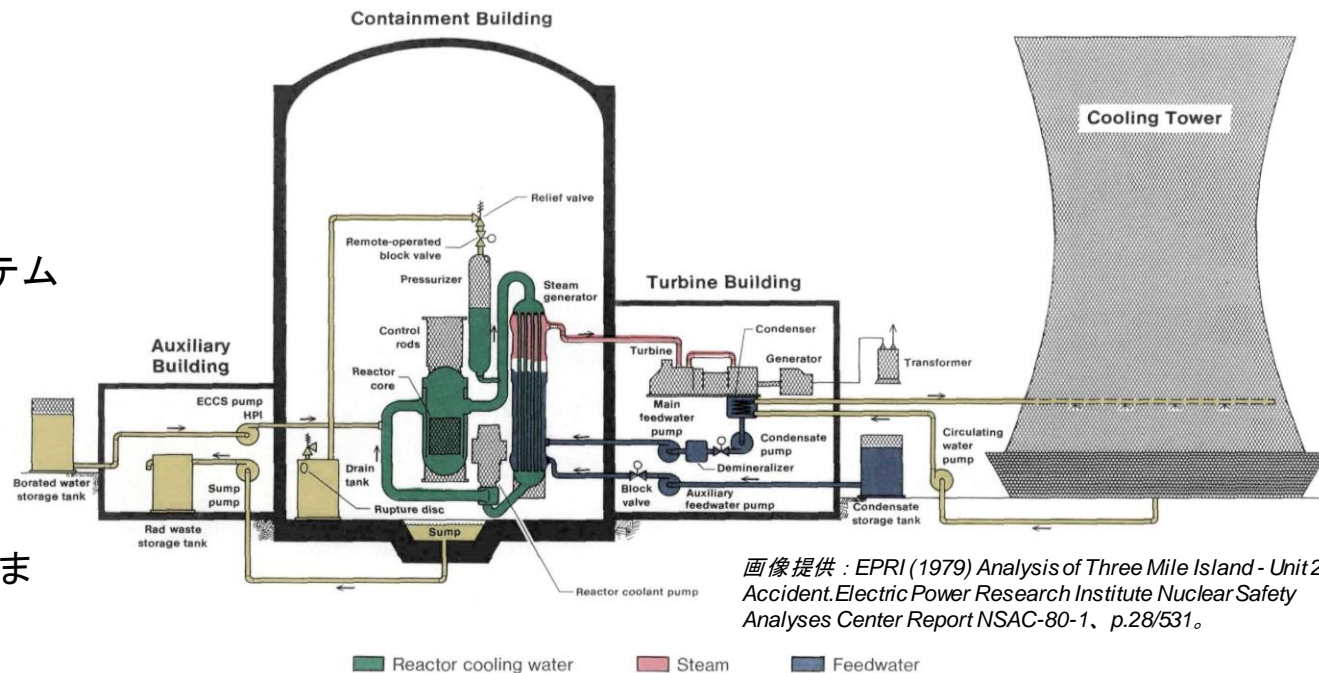 Containment Building
Cooling Tower
Relief valve
Remote-operated
block valve
Pressurizer
Steam
generator
Turbine Building
テム
Control
rods
Condenser
Turbine
Generator
Transformer
Auxiliary
Building
Reactor
core
ECCS pump
HPI
Main
feedwater
pump
Condensate
pump
Circulating
water
pump
Demineralizer
Drain
tank
Block
valve
Auxiliary
feedwater pump
Borated water
storage tank
Sump
pump
Rad waste
storage tank
Rupture disc
Condensate
storage tank
Sump
ま
Reactor coolant pump
画像提供：EPRI (1979) Analysis of Three Mile Island - Unit 2
Accident.Electric Power Research Institute Nuclear Safety
Analyses Center Report NSAC-80-1、p.28/531。
Reactor cooling water
Steam
Feedwater